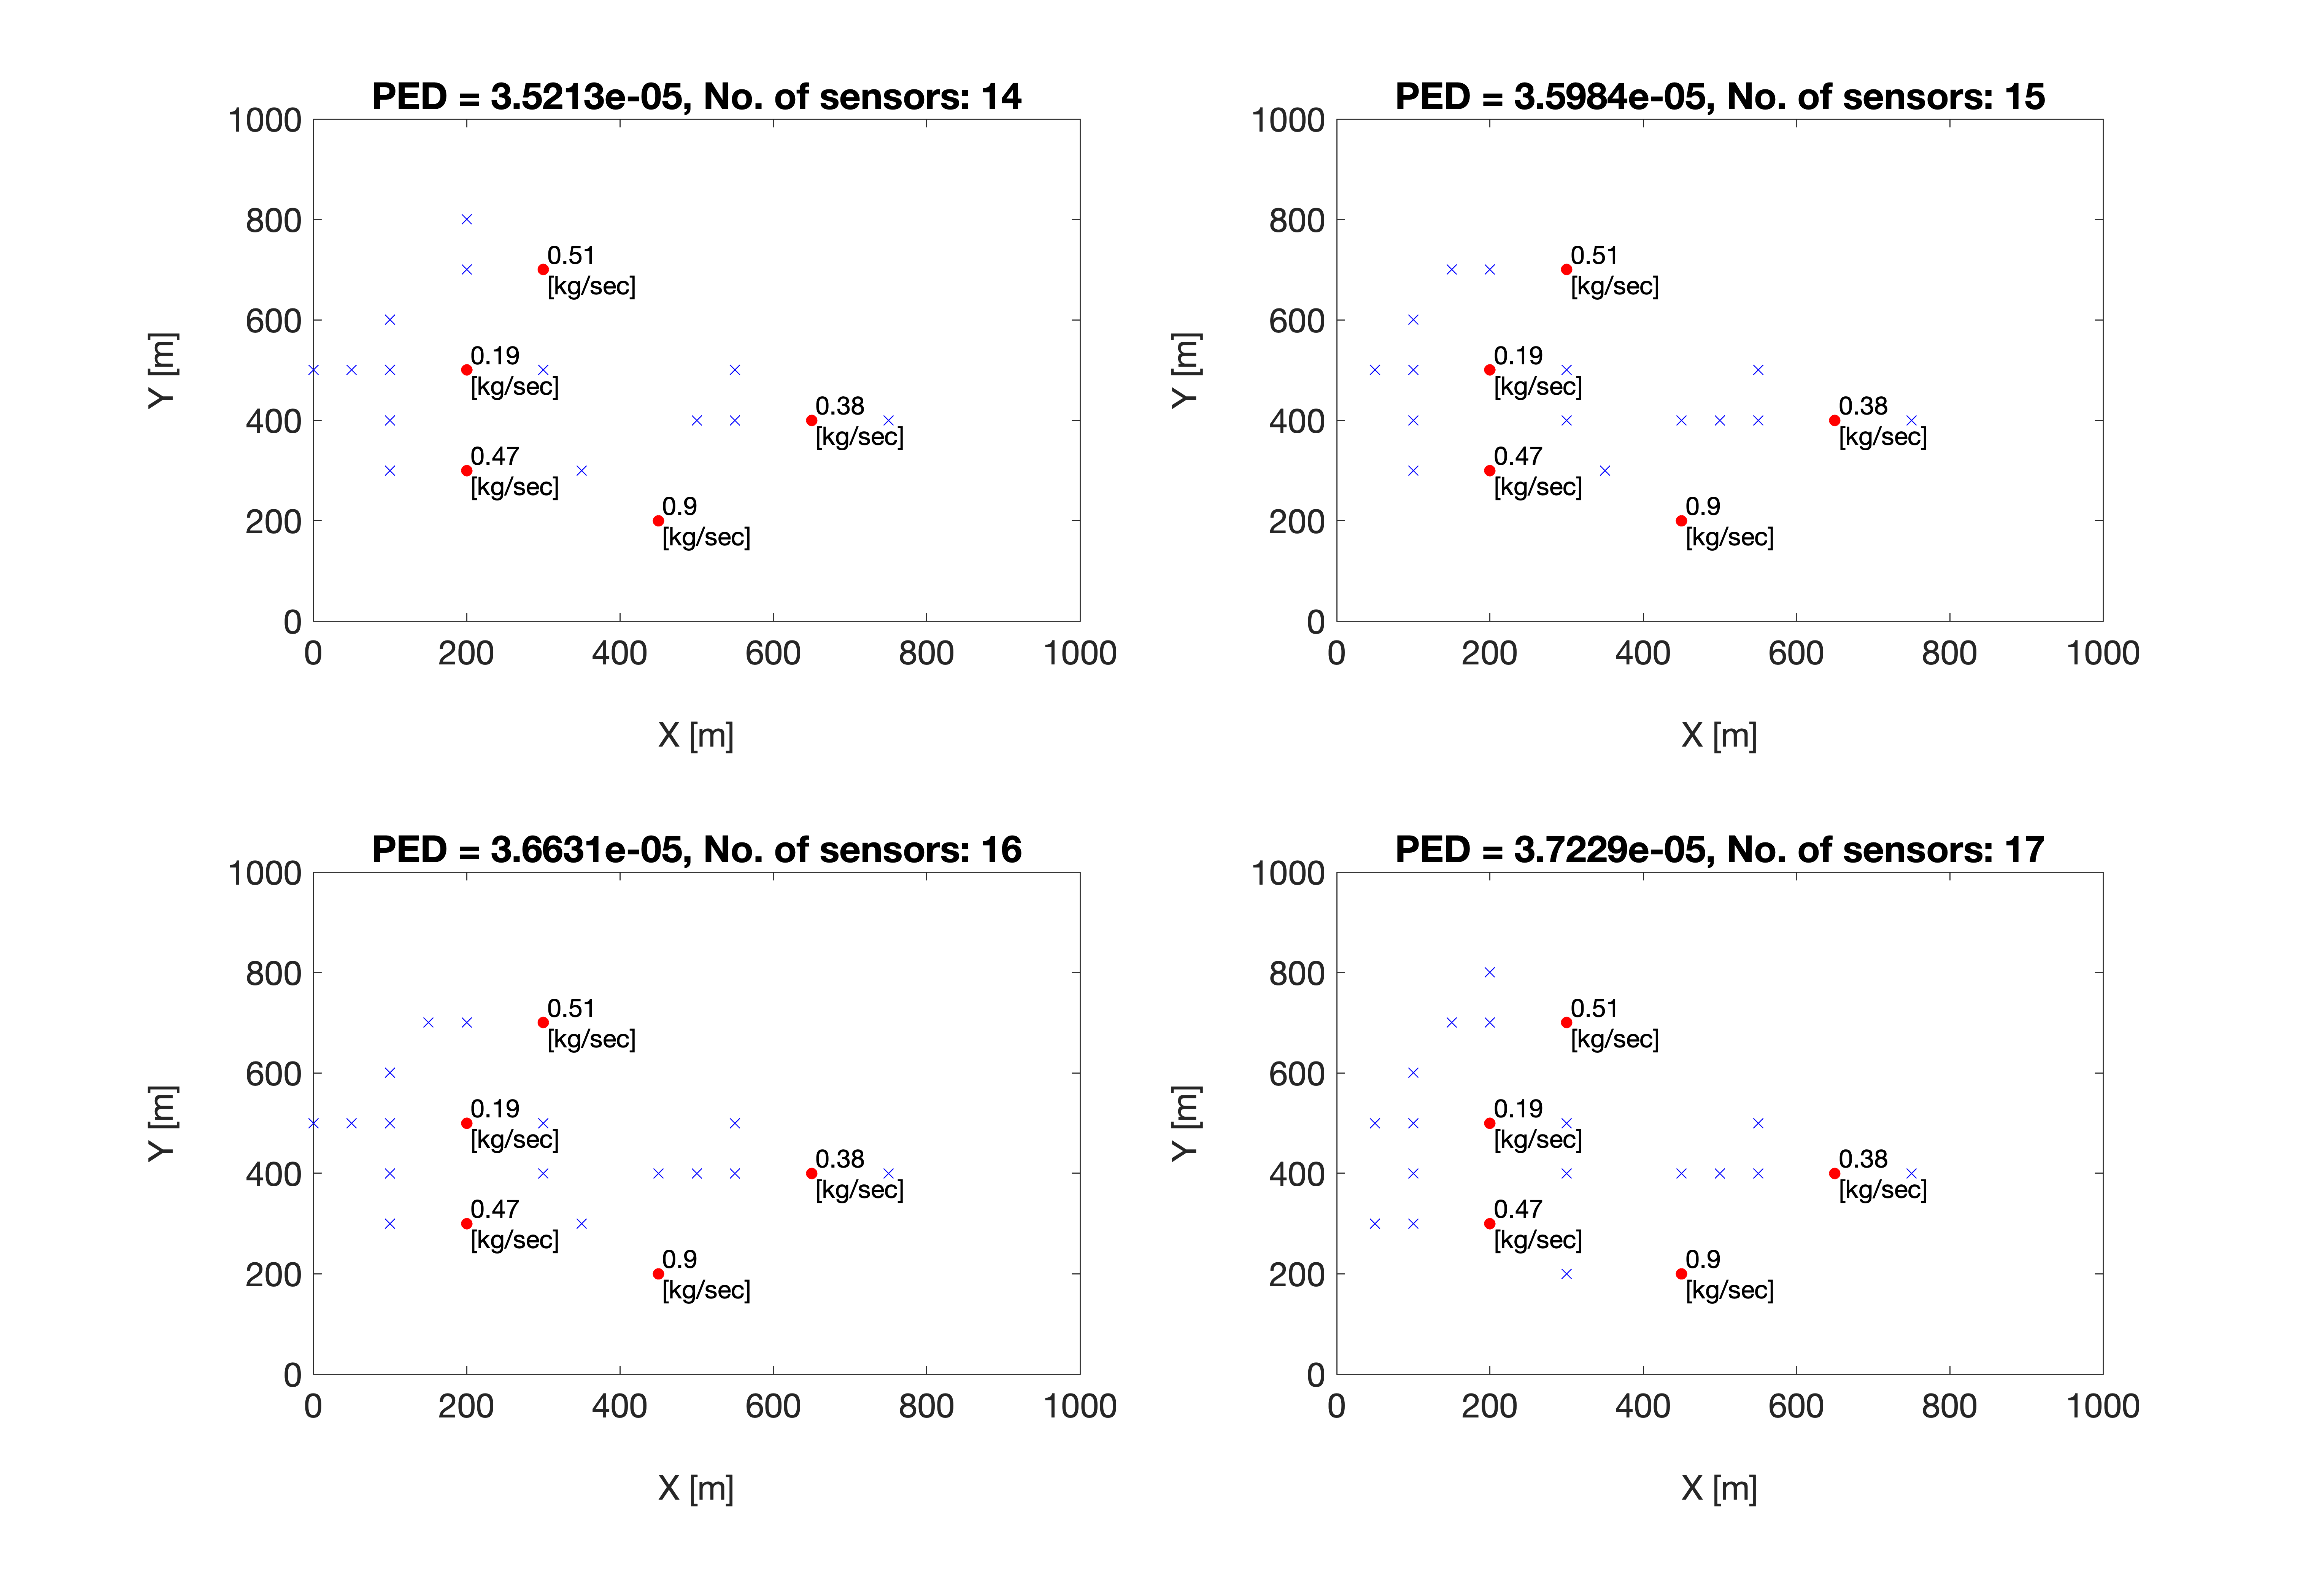 PED = 3.5213e-05, No. of sensors: 14
1000
800
600
400
200
0
Y [m]
0.51
[kg/sec]
0.19
[kg/sec]
0.38
[kg/sec]
0.47
[kg/sec]
0.9
[kg/sec]
0 200 400 600 800 1000
X [m]
PED = 3.5984e-05, No. of sensors: 15
1000
800
600
400
200
0
Y [m]
0.51
[kg/sec]
0.19
[kg/sec]
0.38
[kg/sec]
0.47
[kg/sec]
0.9
[kg/sec]
0 200 400 600 800 1000
X [m]
PED = 3.6631e-05, No. of sensors: 16
1000
800
600
400
200
0
Y [m]
0.51
[kg/sec]
0.19
[kg/sec]
0.38
[kg/sec]
0.47
[kg/sec]
0.9
[kg/sec]
0 200 400 600 800 1000
X [m]
PED = 3.7229e-05, No. of sensors: 17
1000
800
600
400
200
0
Y [m]
0.51
[kg/sec]
0.19
[kg/sec]
0.38
[kg/sec]
0.47
[kg/sec]
0.9
[kg/sec]
0 200 400 600 800 1000
X [m]